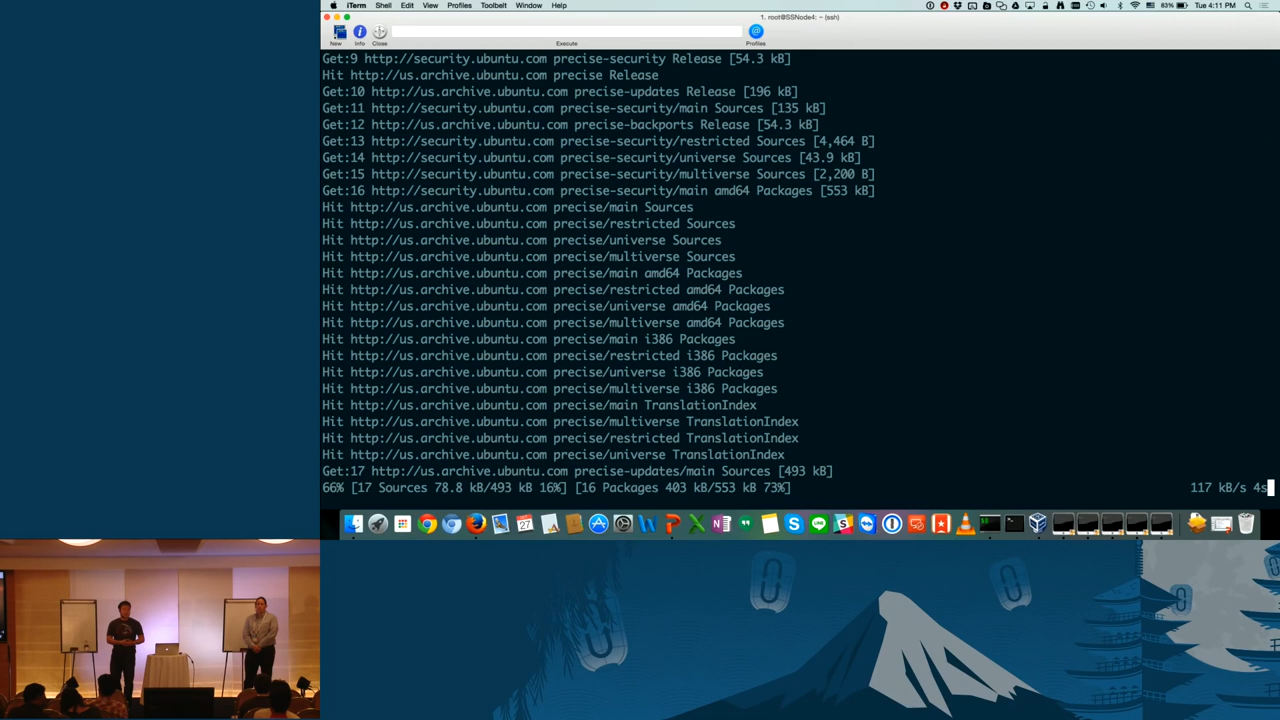 iTerm Shell Edit View Profiles Toolbelt Window Help
83% Tue 4:11 PM
1. root@SSNode4: ~ (ssh)
New Info Close Execute Profiles
Get:9 http://security.ubuntu.com precise-security Release [54.3 kB]
Hit http://us.archive.ubuntu.com precise Release
Get:10 http://us.archive.ubuntu.com precise-updates Release [196 kB]
Get:11 http://security.ubuntu.com precise-security/main Sources [135 kB]
Get:12 http://us.archive.ubuntu.com precise-backports Release [54.3 kB]
Get:13 http://security.ubuntu.com precise-security/restricted Sources [4,464 B]
Get:14 http://security.ubuntu.com precise-security/universe Sources [43.9 kB]
Get:15 http://security.ubuntu.com precise-security/multiverse Sources [2,200 B]
Get:16 http://security.ubuntu.com precise-security/main amd64 Packages [553 kB]
Hit http://us.archive.ubuntu.com precise/main Sources
Hit http://us.archive.ubuntu.com precise/restricted Sources
Hit http://us.archive.ubuntu.com precise/universe Sources
Hit http://us.archive.ubuntu.com precise/multiverse Sources
Hit http://us.archive.ubuntu.com precise/main amd64 Packages
Hit http://us.archive.ubuntu.com precise/restricted amd64 Packages
Hit http://us.archive.ubuntu.com precise/universe amd64 Packages
Hit http://us.archive.ubuntu.com precise/multiverse amd64 Packages
Hit http://us.archive.ubuntu.com precise/main i386 Packages
Hit http://us.archive.ubuntu.com precise/restricted i386 Packages
Hit http://us.archive.ubuntu.com precise/universe i386 Packages
Hit http://us.archive.ubuntu.com precise/multiverse i386 Packages
Hit http://us.archive.ubuntu.com precise/main TranslationIndex
Hit http://us.archive.ubuntu.com precise/multiverse TranslationIndex
Hit http://us.archive.ubuntu.com precise/restricted TranslationIndex
Hit http://us.archive.ubuntu.com precise/universe TranslationIndex
Get:17 http://us.archive.ubuntu.com precise-updates/main Sources [493 kB]
66% [17 Sources 78.8 kB/493 kB 16%] [16 Packages 403 kB/553 kB 73%] 117 kB/s 4s
27
LINE